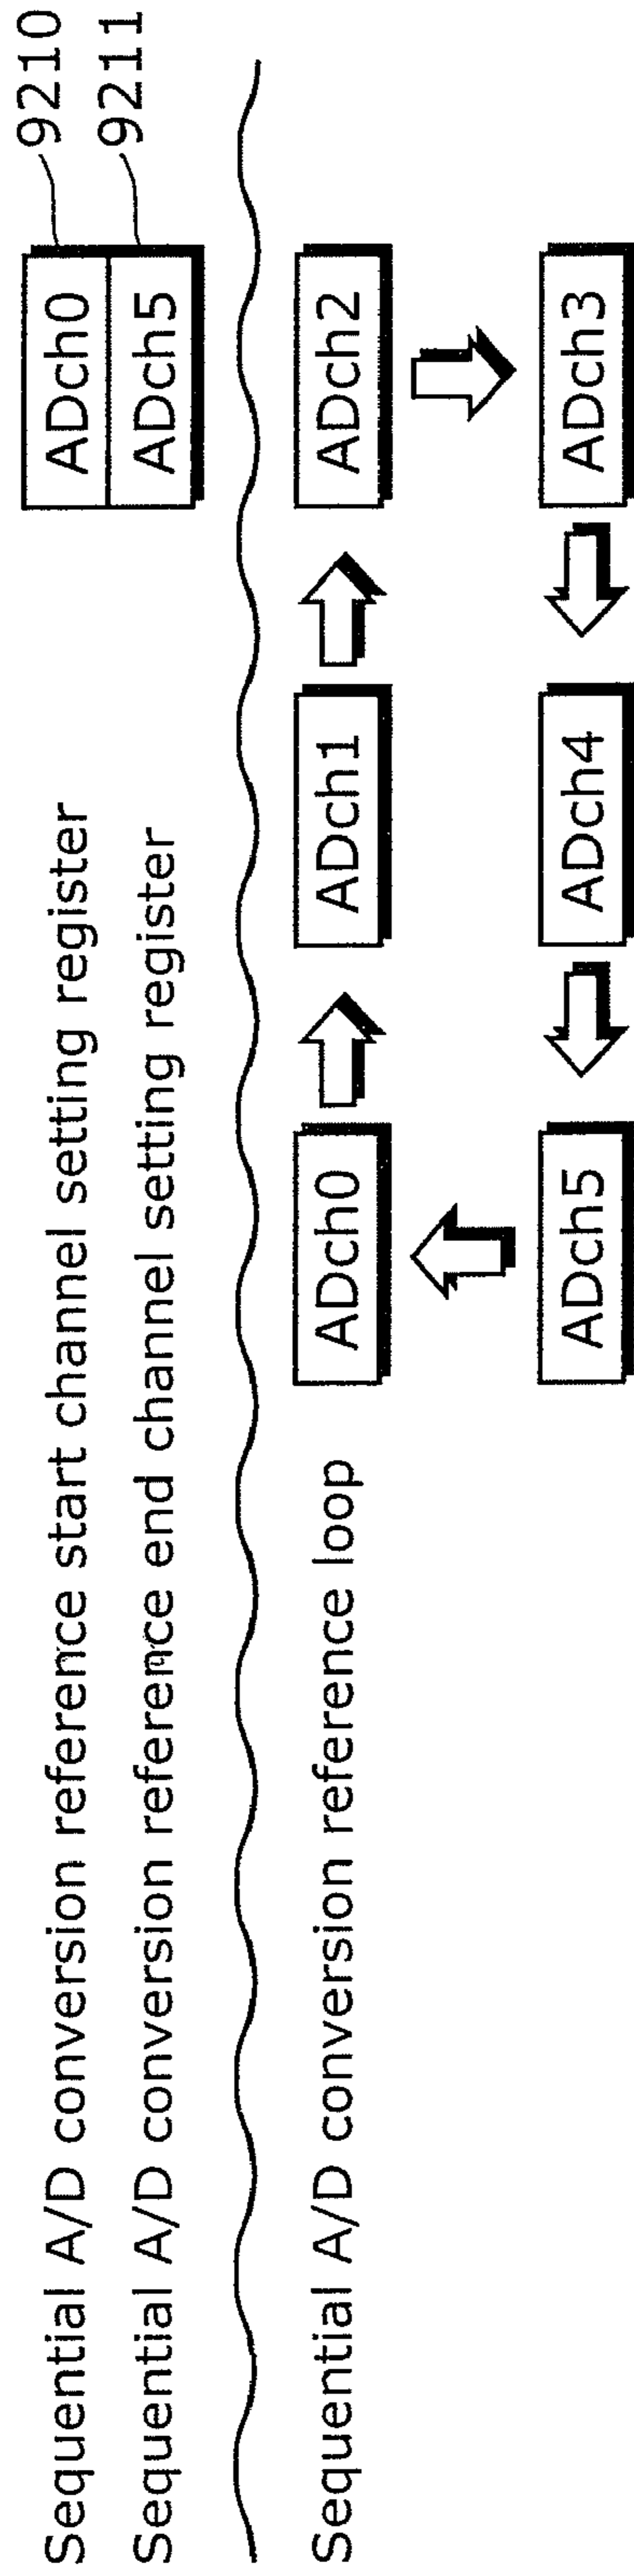 Sequential A/D conversion reference start channel setting register ADch0 9210
Sequential A/D conversion reference end channel setting register ADch5 9211
Sequential A/D conversion reference loop
ADch0 ADch1 ADch2
ADch5 ADch4 ADch3